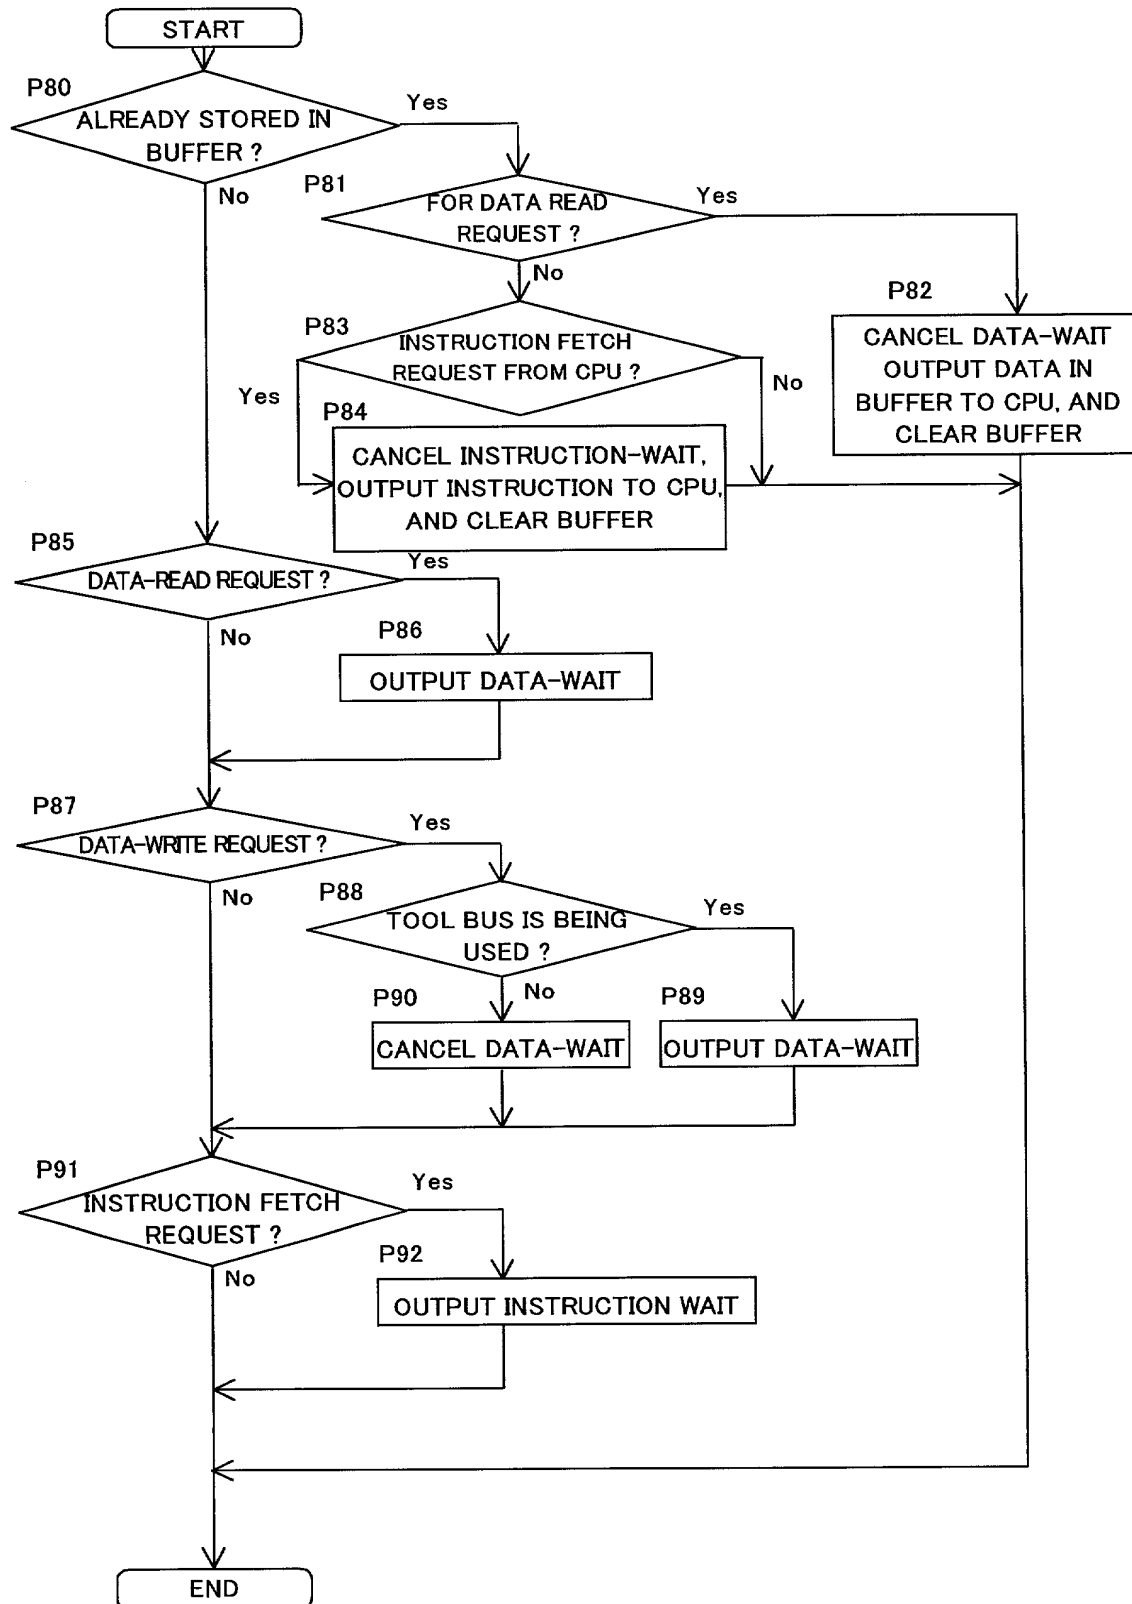 START
P80
ALREADY STORED IN
BUFFER ?
Yes
No
P81
FOR DATA READ
REQUEST ?
Yes
No
P82
CANCEL DATA-WAIT
OUTPUT DATA IN
BUFFER TO CPU, AND
CLEAR BUFFER
P83
INSTRUCTION FETCH
REQUEST FROM CPU ?
Yes
No
P84
CANCEL INSTRUCTION-WAIT,
OUTPUT INSTRUCTION TO CPU,
AND CLEAR BUFFER
P85
DATA-READ REQUEST ?
Yes
No
P86
OUTPUT DATA-WAIT
P87
DATA-WRITE REQUEST ?
Yes
No
P88
TOOL BUS IS BEING
USED ?
Yes
No
P90
CANCEL DATA-WAIT
P89
OUTPUT DATA-WAIT
P91
INSTRUCTION FETCH
REQUEST ?
Yes
No
P92
OUTPUT INSTRUCTION WAIT
END